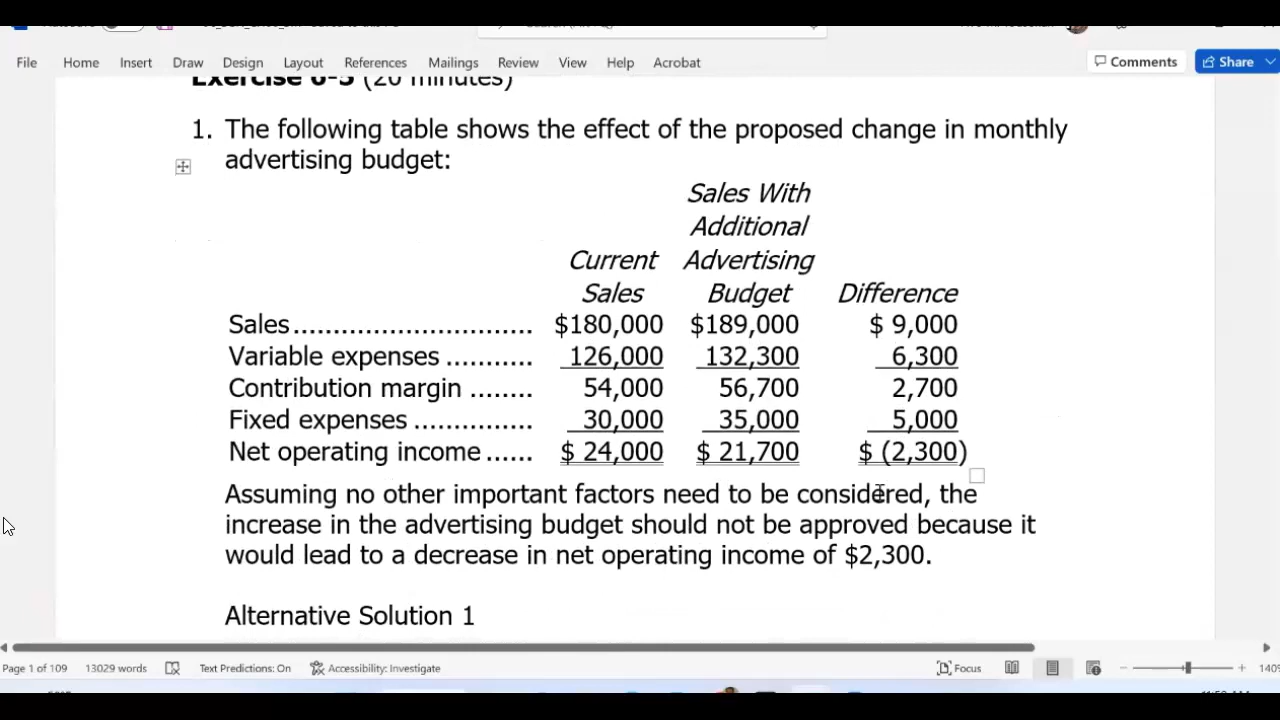 File Home Insert Draw Design Layout References Mailings Review View Help Acrobat Comments Share
Exercise 6-5 (20 minutes)
1. The following table shows the effect of the proposed change in monthly
advertising budget:
Sales With
Additional
Current Advertising
Sales Budget Difference
Sales............................. $180,000 $189,000 $ 9,000
Variable expenses ........... 126,000 132,300 6,300
Contribution margin ........ 54,000 56,700 2,700
Fixed expenses ............... 30,000 35,000 5,000
Net operating income ...... $ 24,000 $ 21,700 $ (2,300)
Assuming no other important factors need to be considered, the
increase in the advertising budget should not be approved because it
would lead to a decrease in net operating income of $2,300.
Alternative Solution 1
Page 1 of 109 13029 words Text Predictions: On Accessibility: Investigate Focus 140%